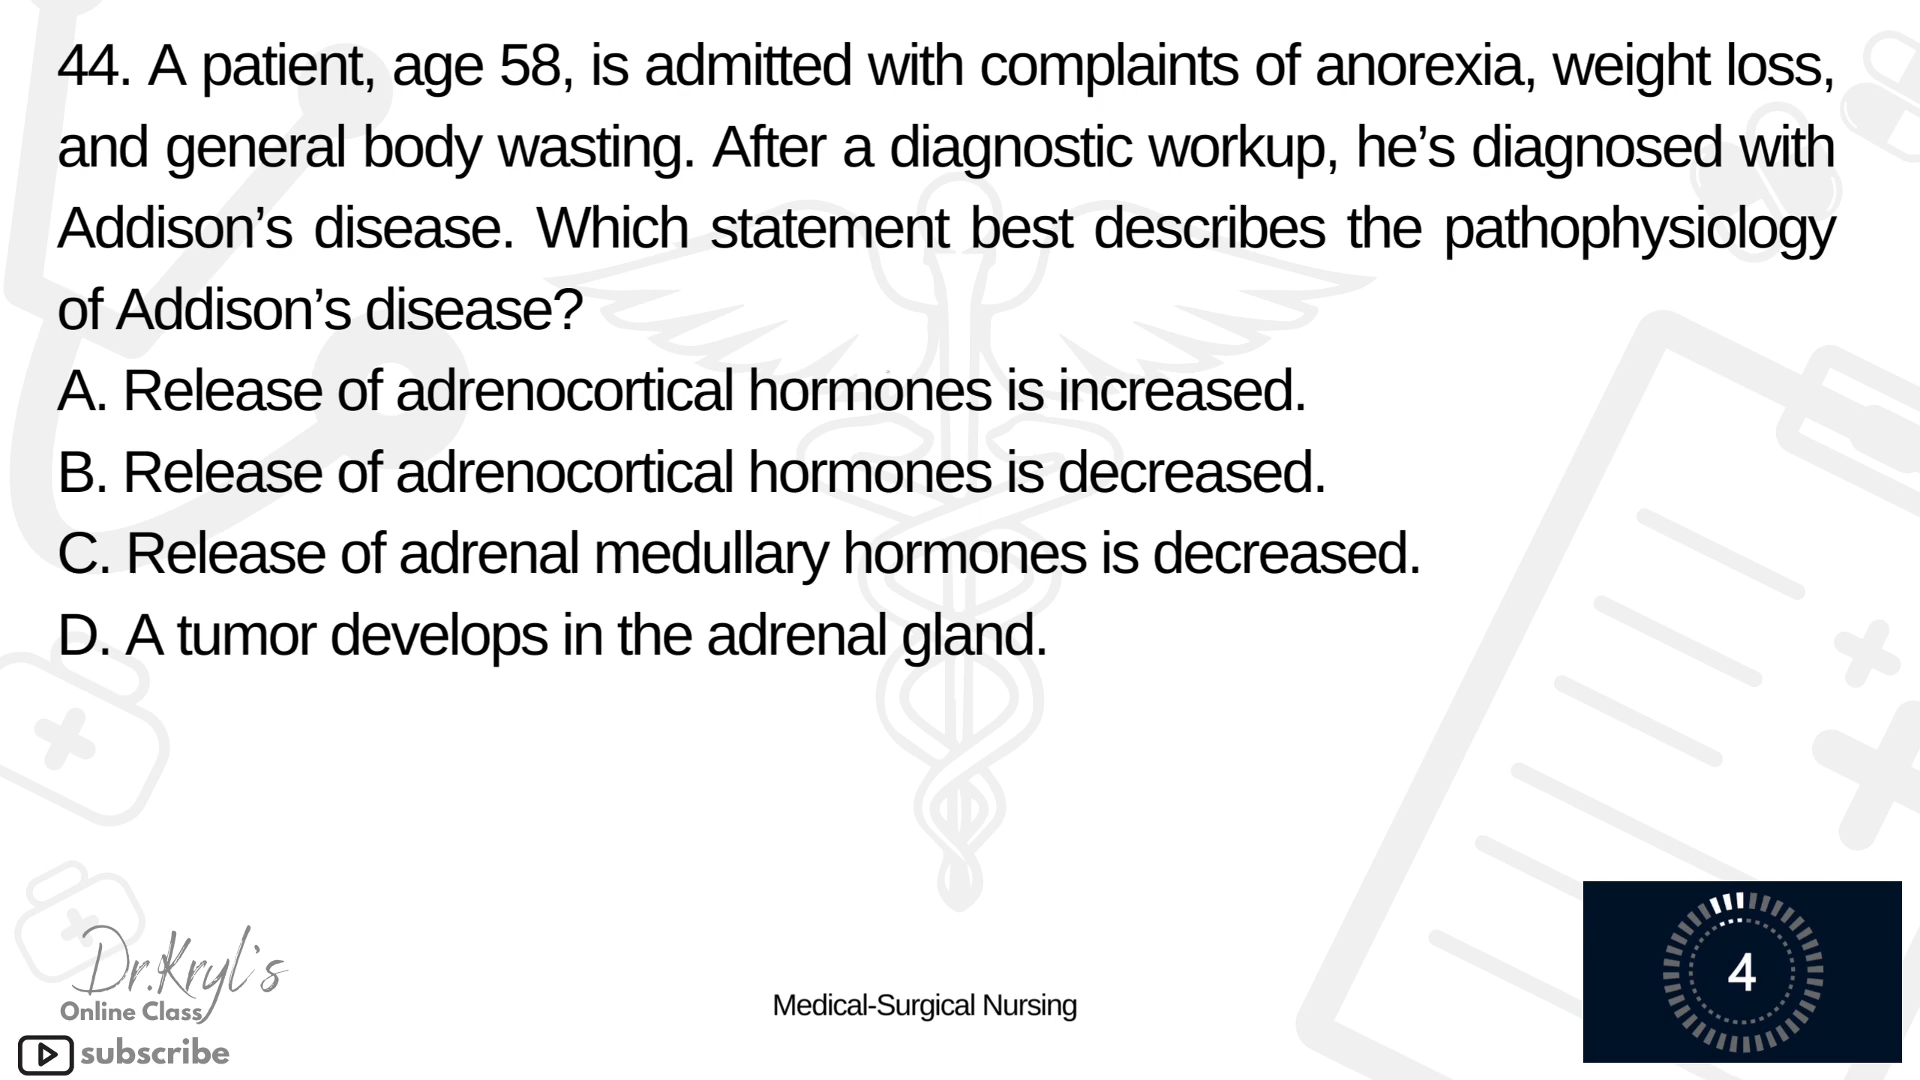 44. A patient, age 58, is admitted with complaints of anorexia, weight loss,
and general body wasting. After a diagnostic workup, he’s diagnosed with
Addison’s disease. Which statement best describes the pathophysiology
of Addison’s disease?
A. Release of adrenocortical hormones is increased.
B. Release of adrenocortical hormones is decreased.
C. Release of adrenal medullary hormones is decreased.
D. A tumor develops in the adrenal gland.
Dr.Kryl's
Online Class
subscribe
Medical-Surgical Nursing
4